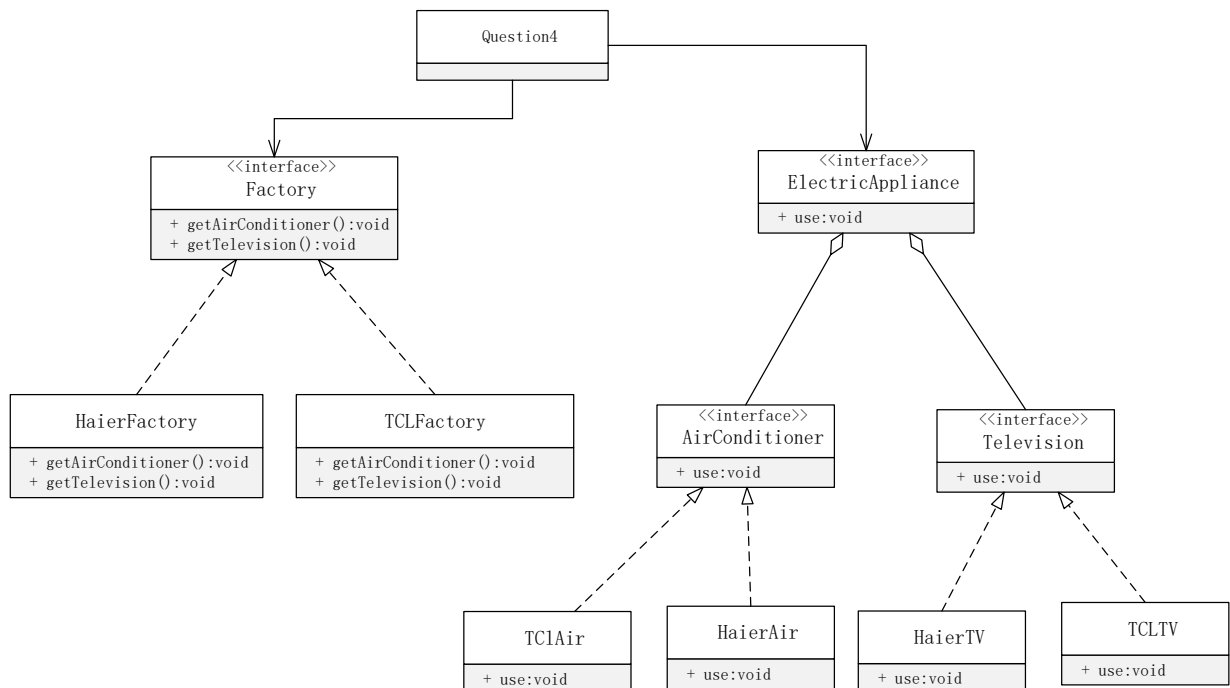 Question4
<<interface>>
Factory
+ getAirConditioner():void
+ getTelevision():void
<<interface>>
ElectricAppliance
+ use:void
HaierFactory
+ getAirConditioner():void
+ getTelevision():void
TCLFactory
+ getAirConditioner():void
+ getTelevision():void
<<interface>>
AirConditioner
+ use:void
<<interface>>
Television
+ use:void
TClAir
+ use:void
HaierAir
+ use:void
HaierTV
+ use:void
TCLTV
+ use:void